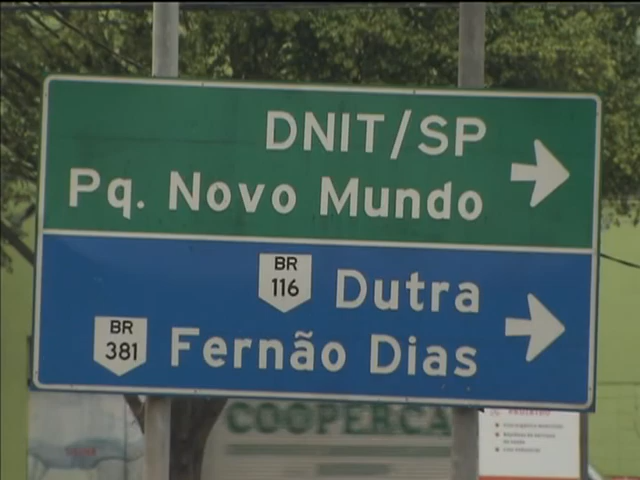 DNIT/SP
Pq. Novo Mundo
BR
116
Dutra
BR
381
Fernão Dias
COOPERCA